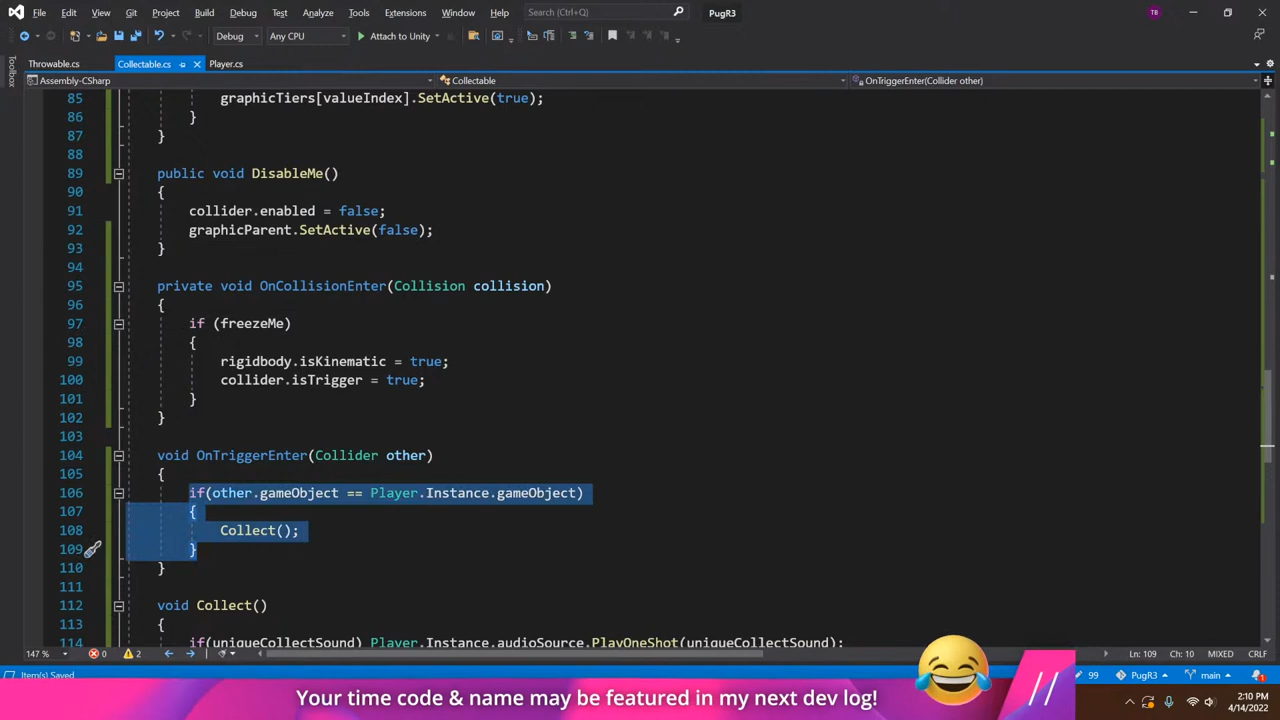 File Edit View Git Project Build Debug Test Analyze Tools Extensions Window Help Search (Ctrl+Q) PugR3 TB
Debug Any CPU Attach to Unity
Throwable.cs Collectable.cs Player.cs
Toolbox
Assembly-CSharp Collectable OnTriggerEnter(Collider other)
85 graphicTiers[valueIndex].SetActive(true);
86 }
87 }
88
89 public void DisableMe()
90 {
91 collider.enabled = false;
92 graphicParent.SetActive(false);
93 }
94
95 private void OnCollisionEnter(Collision collision)
96 {
97 if (freezeMe)
98 {
99 rigidbody.isKinematic = true;
100 collider.isTrigger = true;
101 }
102 }
103
104 void OnTriggerEnter(Collider other)
105 {
106 if(other.gameObject == Player.Instance.gameObject)
107 {
108 Collect();
109 }
110 }
111
112 void Collect()
113 {
114 if(uniqueCollectSound) Player.Instance.audioSource.PlayOneShot(uniqueCollectSound);
147 % 0 2 Ln: 109 Ch: 10 MIXED CRLF
Item(s) Saved 99 PugR3 main 1
Your time code & name may be featured in my next dev log! //
2:10 PM
4/14/2022